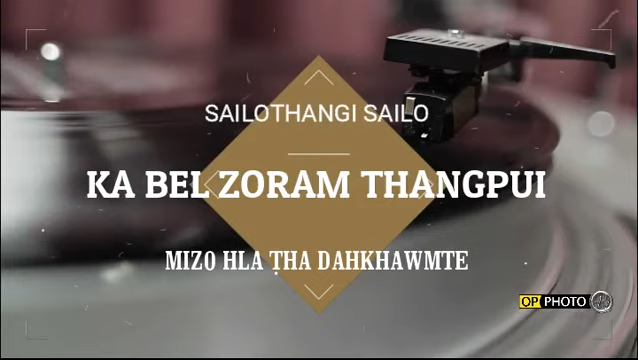 SAILOTHANGI SAILO
KA BEL ZORAM THANGPUI
MIZO HLA ṬHA DAHKHAWMTE
OP PHOTO